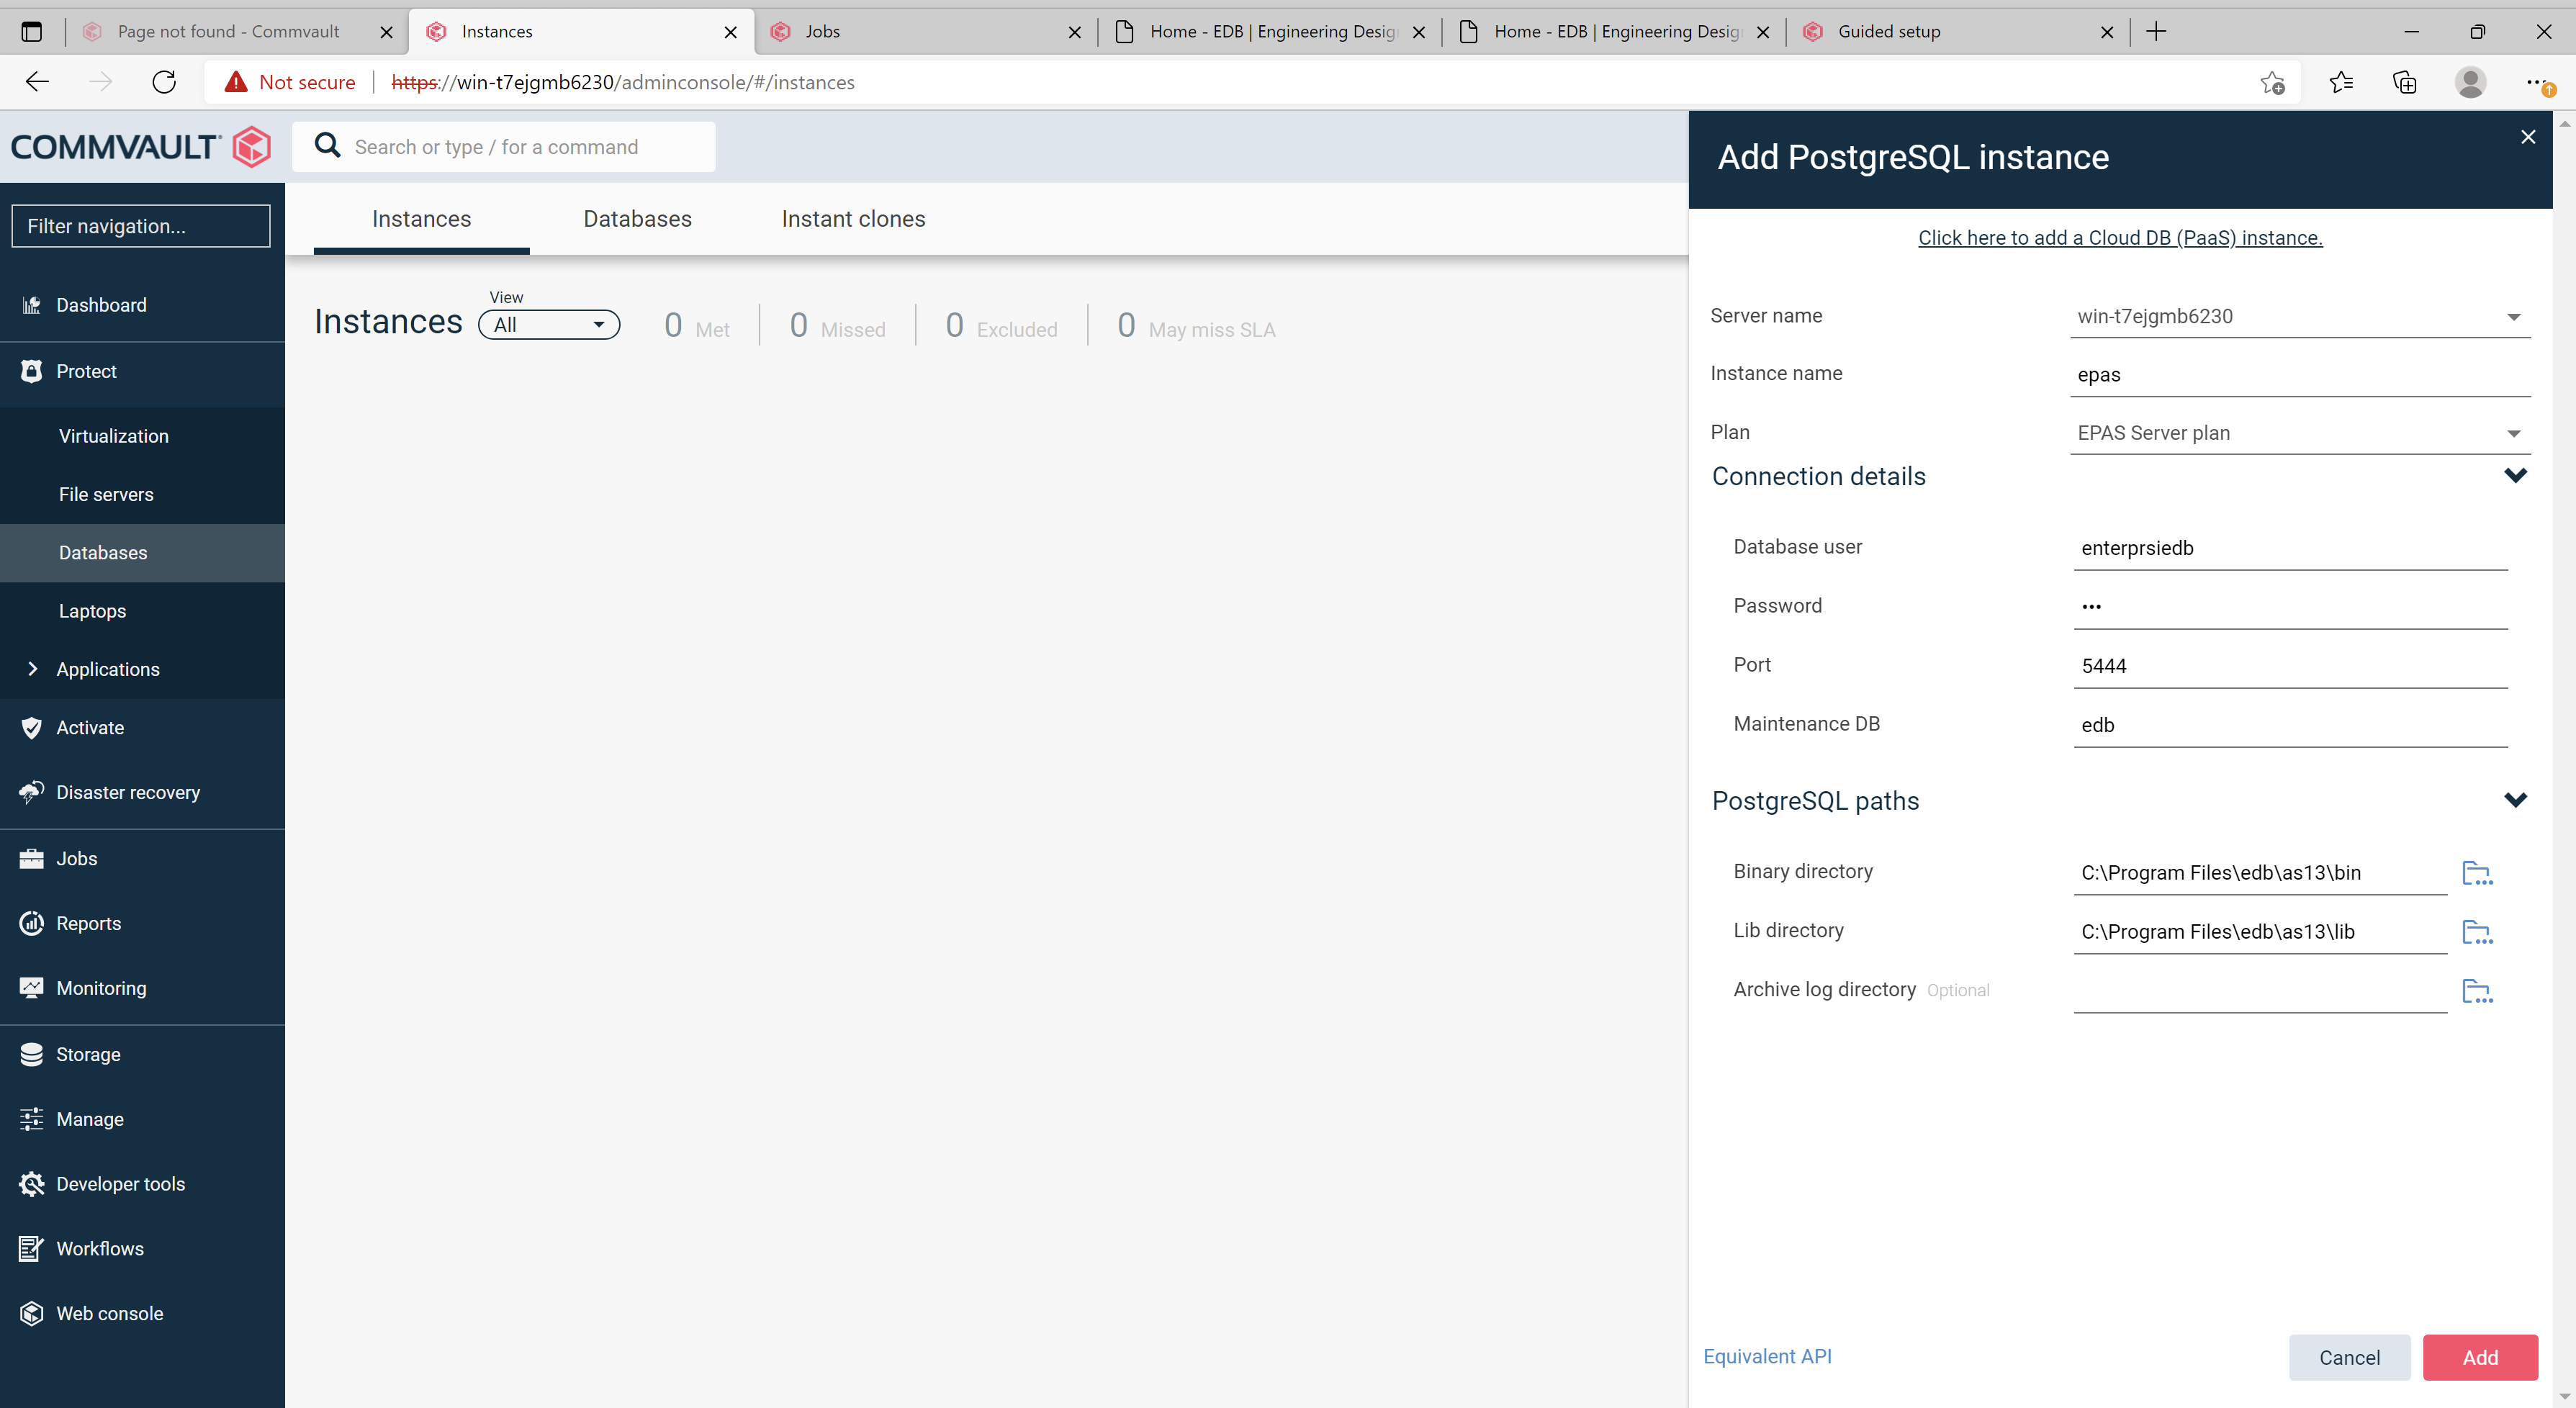 Page not found - Commvault
Instances
Jobs
Home - EDB | Engineering Desig
Home - EDB | Engineering Desig
Guided setup
Not secure
https://win-t7ejgmb6230/adminconsole/#/instances
COMMVAULT
Search or type / for a command
Filter navigation...
Dashboard
Protect
Virtualization
File servers
Databases
Laptops
Applications
Activate
Disaster recovery
Jobs
Reports
Monitoring
Storage
Manage
Developer tools
Workflows
Web console
Instances Databases Instant clones
Instances
View
All
0 Met
0 Missed
0 Excluded
0 May miss SLA
Add PostgreSQL instance
Click here to add a Cloud DB (PaaS) instance.
Server name win-t7ejgmb6230
Instance name epas
Plan EPAS Server plan
Connection details
Database user enterprsiedb
Password •••
Port 5444
Maintenance DB edb
PostgreSQL paths
Binary directory C:\Program Files\edb\as13\bin
Lib directory C:\Program Files\edb\as13\lib
Archive log directory Optional
Equivalent API
Cancel
Add